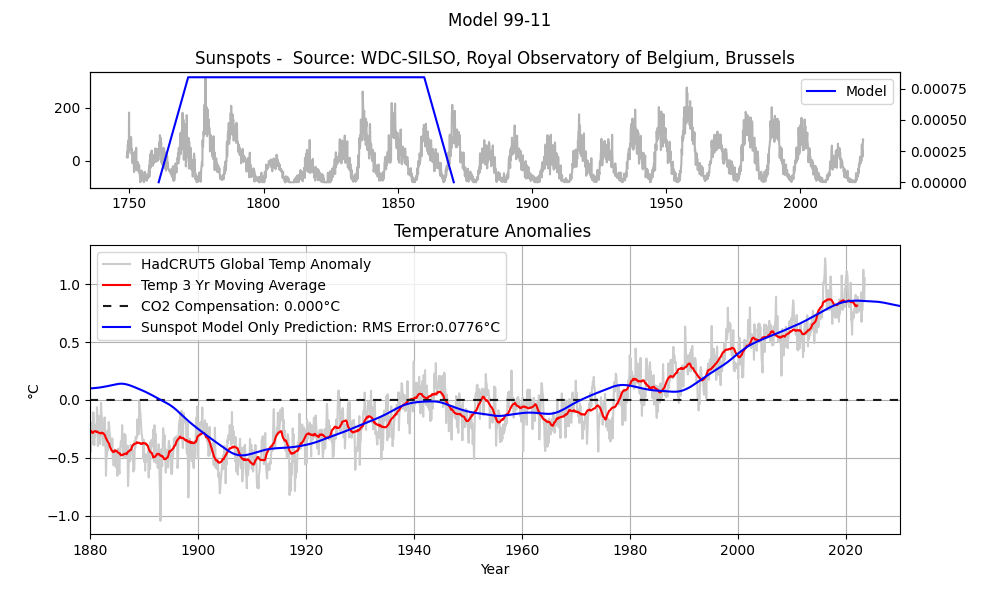 Model 99-11
Sunspots -  Source: WDC-SILSO, Royal Observatory of Belgium, Brussels
Model
200
0
0.00075
0.00050
0.00025
0.00000
1750 1800 1850 1900 1950 2000
Temperature Anomalies
HadCRUT5 Global Temp Anomaly
Temp 3 Yr Moving Average
CO2 Compensation: 0.000°C
Sunspot Model Only Prediction: RMS Error:0.0776°C
1.0
0.5
0.0
−0.5
−1.0
°C
1880 1900 1920 1940 1960 1980 2000 2020
Year